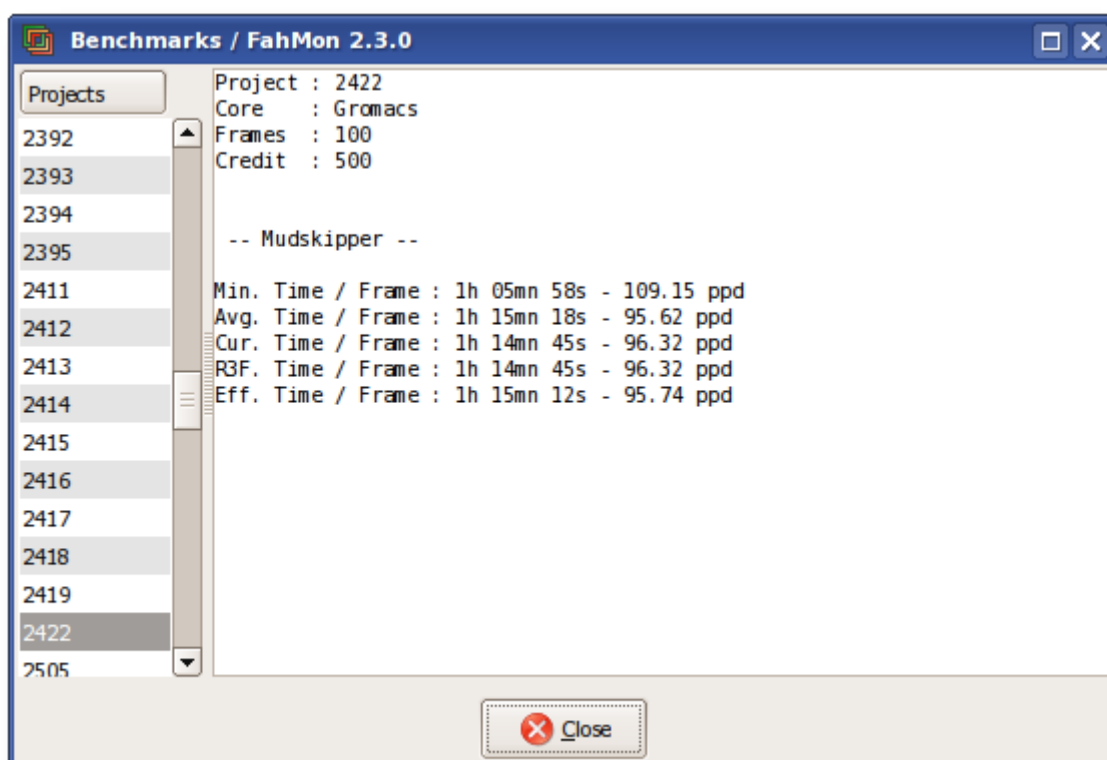 Benchmarks / FahMon 2.3.0
Projects
2392
2393
2394
2395
2411
2412
2413
2414
2415
2416
2417
2418
2419
2422
2505
Project : 2422
Core    : Gromacs
Frames  : 100
Credit  : 500
-- Mudskipper --
Min. Time / Frame : 1h 05mn 58s - 109.15 ppd
Avg. Time / Frame : 1h 15mn 18s - 95.62 ppd
Cur. Time / Frame : 1h 14mn 45s - 96.32 ppd
R3F. Time / Frame : 1h 14mn 45s - 96.32 ppd
Eff. Time / Frame : 1h 15mn 12s - 95.74 ppd
Close